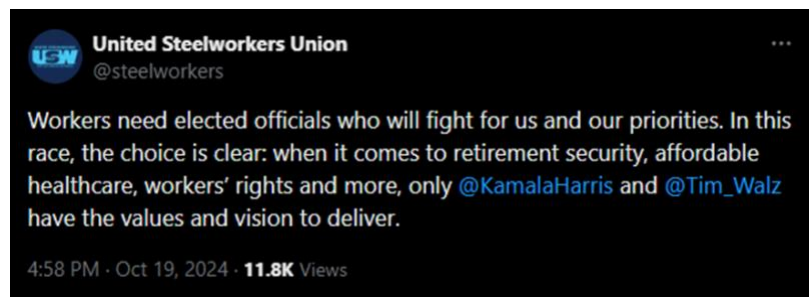 USW
United Steelworkers Union
@steelworkers
Workers need elected officials who will fight for us and our priorities. In this
race, the choice is clear: when it comes to retirement security, affordable
healthcare, workers’ rights and more, only @KamalaHarris and @Tim_Walz
have the values and vision to deliver.
4:58 PM · Oct 19, 2024 · 11.8K Views